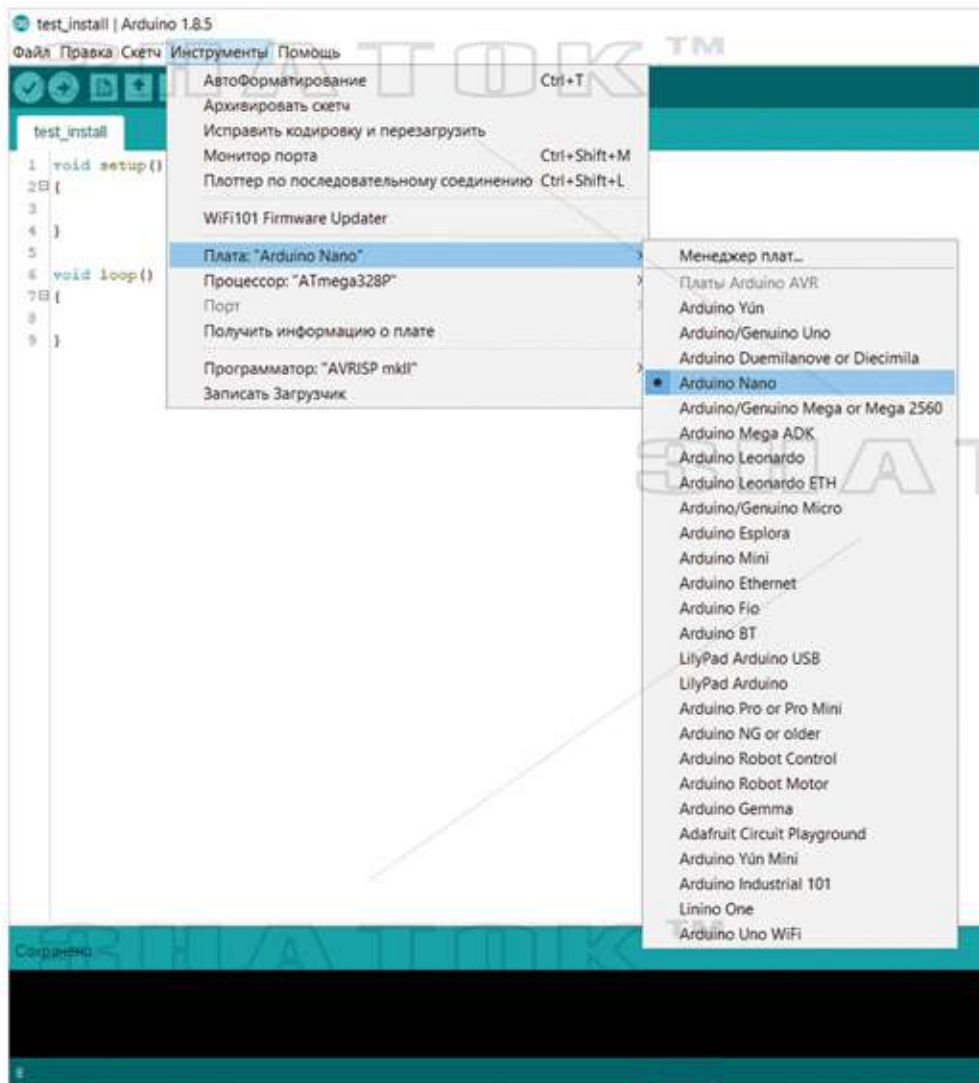 test_install | Arduino 1.8.5
Файл Правка Скетч Инструменты Помощь
ЗНАТОК™
АвтоФорматирование Ctrl+T
Архивировать скетч
Исправить кодировку и перезагрузить
Монитор порта Ctrl+Shift+M
Плоттер по последовательному соединению Ctrl+Shift+L
WiFi101 Firmware Updater
Плата: "Arduino Nano"
Процессор: "ATmega328P"
Порт
Получить информацию о плате
Программатор: "AVRISP mkII"
Записать Загрузчик
test_install
1 void setup()
2 {
3
4 }
5
6 void loop()
7 {
8
9 }
Менеджер плат...
Платы Arduino AVR
Arduino Yún
Arduino/Genuino Uno
Arduino Duemilanove or Diecimila
Arduino Nano
Arduino/Genuino Mega or Mega 2560
Arduino Mega ADK
Arduino Leonardo
Arduino Leonardo ETH
Arduino/Genuino Micro
Arduino Esplora
Arduino Mini
Arduino Ethernet
Arduino Fio
Arduino BT
LilyPad Arduino USB
LilyPad Arduino
Arduino Pro or Pro Mini
Arduino NG or older
Arduino Robot Control
Arduino Robot Motor
Arduino Gemma
Adafruit Circuit Playground
Arduino Yún Mini
Arduino Industrial 101
Linino One
Arduino Uno WiFi
ЗНАТ
Сохранено
ЗНАТОК™